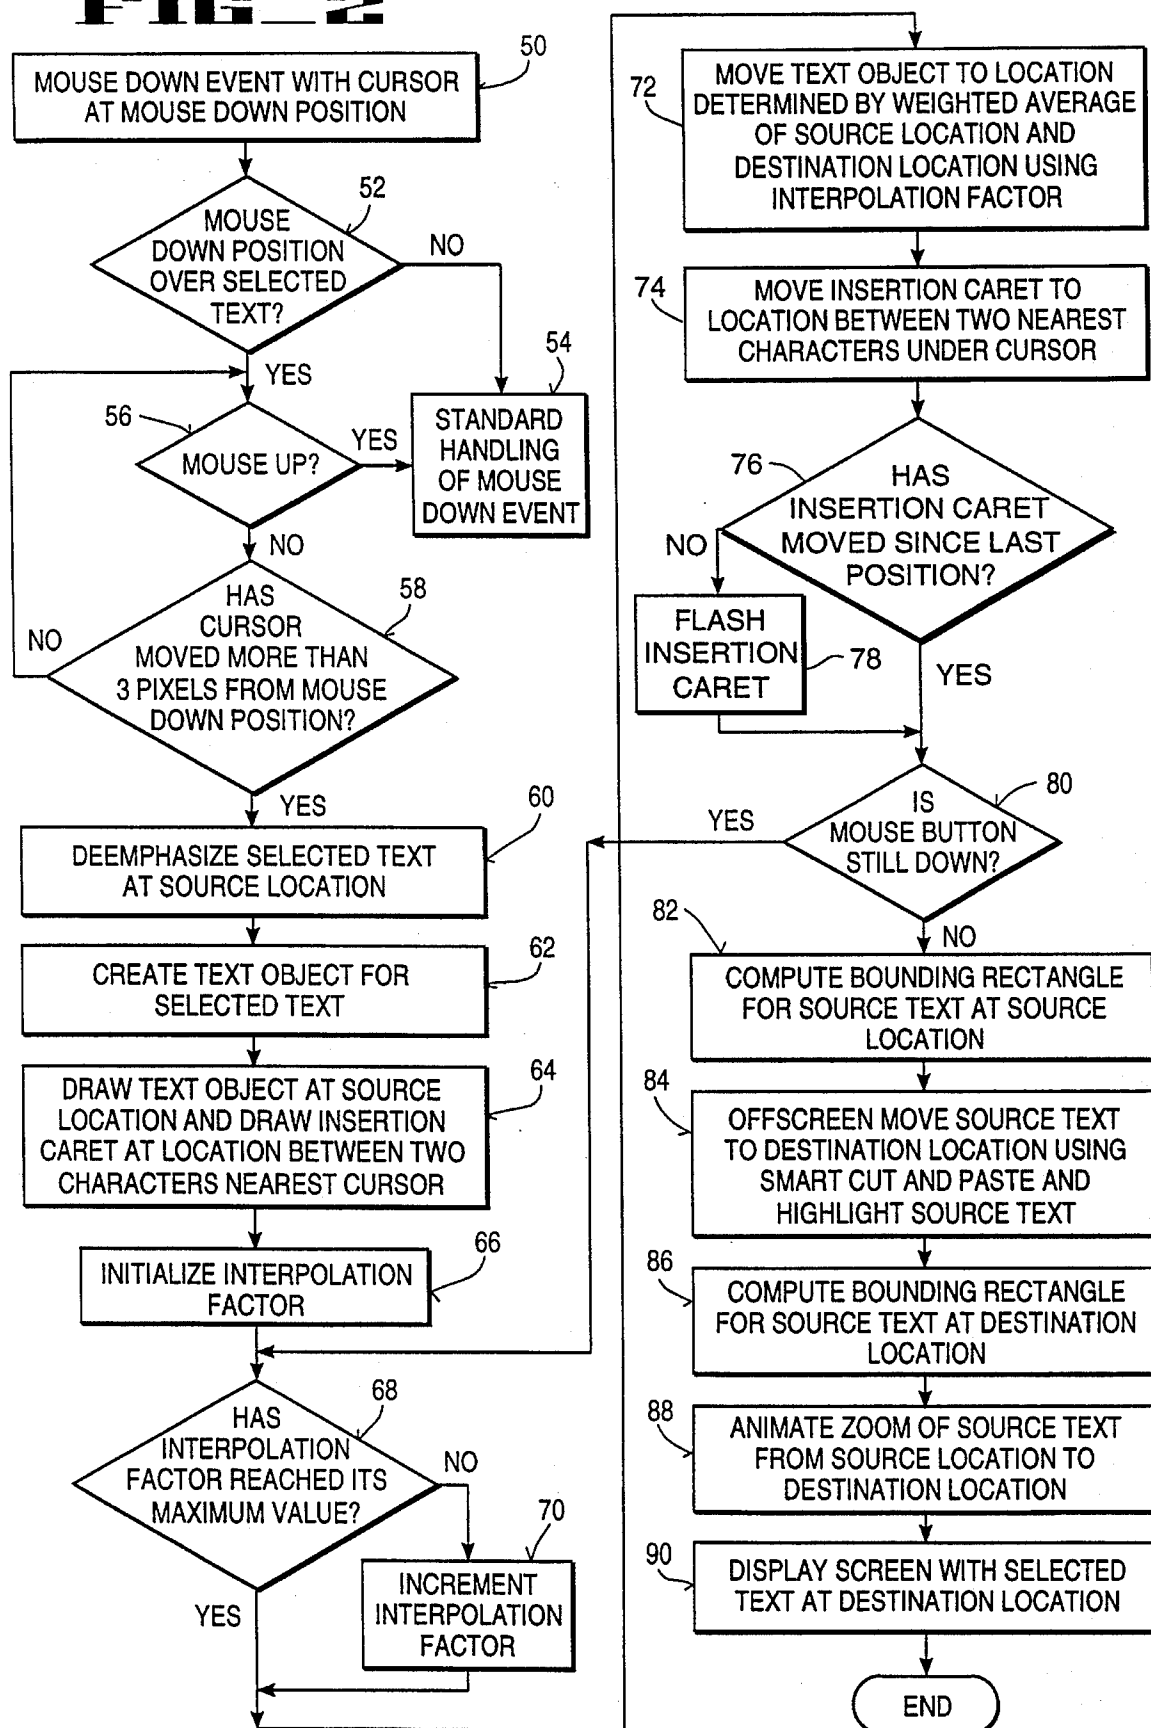 FIG_2
50
MOUSE DOWN EVENT WITH CURSOR
AT MOUSE DOWN POSITION
52
MOUSE
DOWN POSITION
OVER SELECTED
TEXT?
NO
YES
54
STANDARD
HANDLING
OF MOUSE
DOWN EVENT
56
MOUSE UP?
YES
NO
58
HAS
CURSOR
MOVED MORE THAN
3 PIXELS FROM MOUSE
DOWN POSITION?
NO
YES
60
DEEMPHASIZE SELECTED TEXT
AT SOURCE LOCATION
62
CREATE TEXT OBJECT FOR
SELECTED TEXT
64
DRAW TEXT OBJECT AT SOURCE
LOCATION AND DRAW INSERTION
CARET AT LOCATION BETWEEN TWO
CHARACTERS NEAREST CURSOR
66
INITIALIZE INTERPOLATION
FACTOR
68
HAS
INTERPOLATION
FACTOR REACHED ITS
MAXIMUM VALUE?
NO
YES
70
INCREMENT
INTERPOLATION
FACTOR
72
MOVE TEXT OBJECT TO LOCATION
DETERMINED BY WEIGHTED AVERAGE
OF SOURCE LOCATION AND
DESTINATION LOCATION USING
INTERPOLATION FACTOR
74
MOVE INSERTION CARET TO
LOCATION BETWEEN TWO NEAREST
CHARACTERS UNDER CURSOR
76
HAS
INSERTION CARET
MOVED SINCE LAST
POSITION?
NO
YES
FLASH
INSERTION
CARET
78
80
IS
MOUSE BUTTON
STILL DOWN?
YES
NO
82
COMPUTE BOUNDING RECTANGLE
FOR SOURCE TEXT AT SOURCE
LOCATION
84
OFFSCREEN MOVE SOURCE TEXT
TO DESTINATION LOCATION USING
SMART CUT AND PASTE AND
HIGHLIGHT SOURCE TEXT
86
COMPUTE BOUNDING RECTANGLE
FOR SOURCE TEXT AT DESTINATION
LOCATION
88
ANIMATE ZOOM OF SOURCE TEXT
FROM SOURCE LOCATION TO
DESTINATION LOCATION
90
DISPLAY SCREEN WITH SELECTED
TEXT AT DESTINATION LOCATION
END